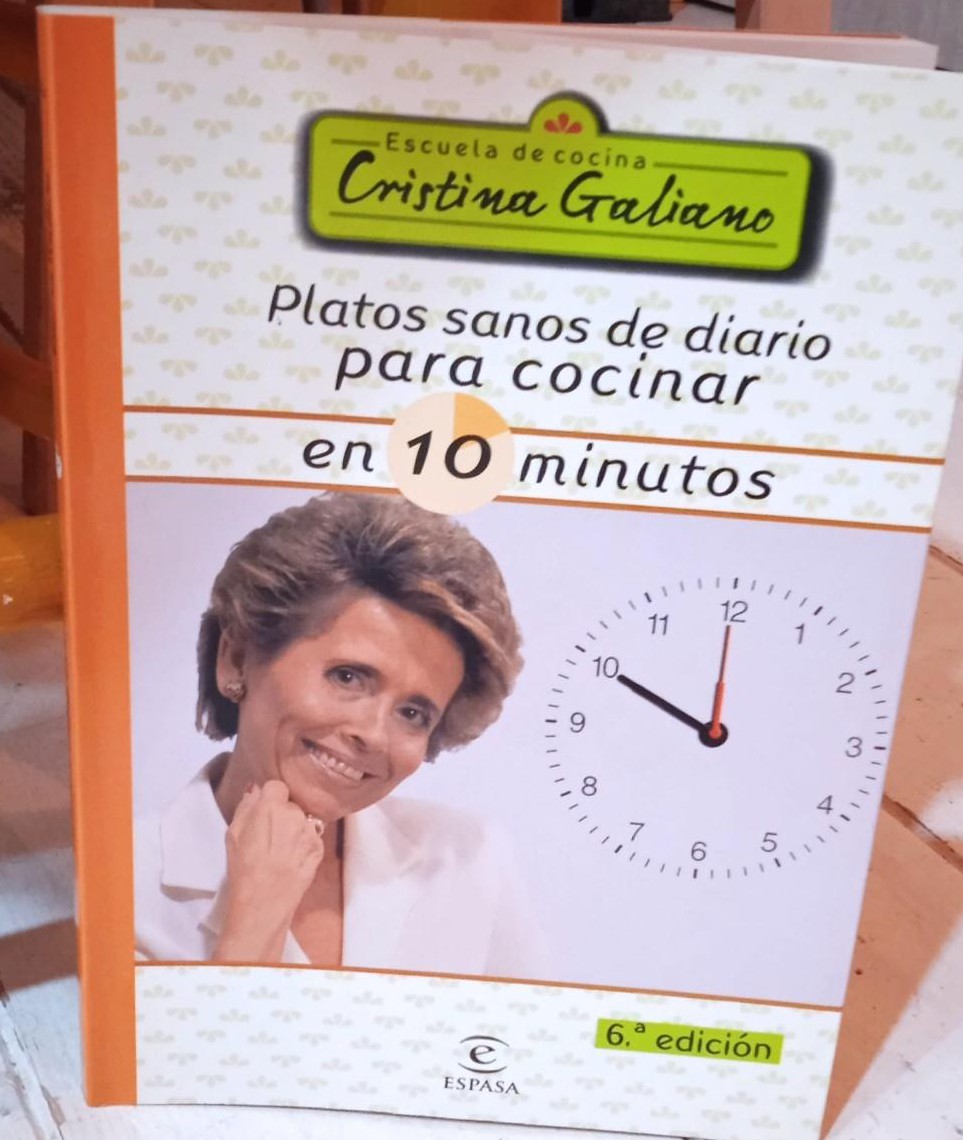 Escuela de cocina
Cristina Galiano
Platos sanos de diario
para cocinar
en 10 minutos
12
11
1
10
2
9
3
8
4
7
5
6
6.ª edición
e
ESPASA